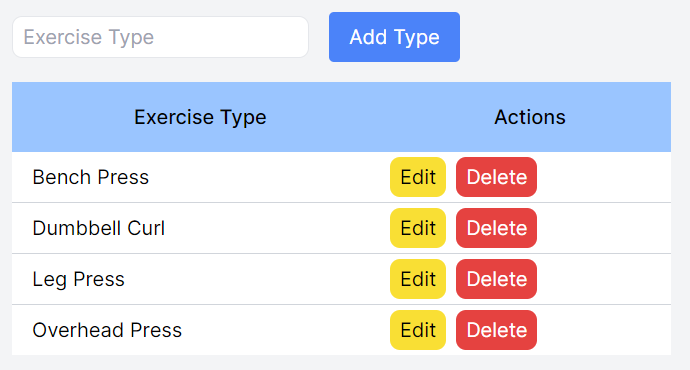 Exercise Type Add Type
Exercise Type Actions
Bench Press Edit Delete
Dumbbell Curl Edit Delete
Leg Press Edit Delete
Overhead Press Edit Delete